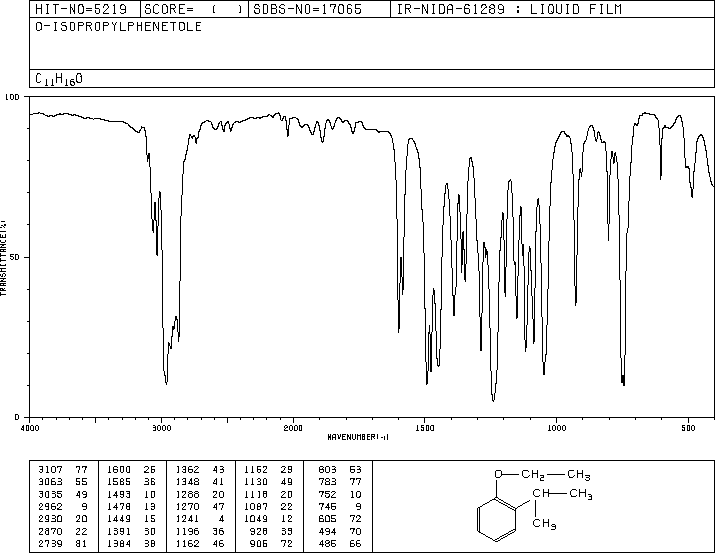 HIT-NO=5219 SCORE= ( ) SDBS-NO=17065 IR-NIDA-61289 : LIQUID FILM
O-ISOPROPYLPHENETOLE
C11H16O
100
TRANSMITTANCE(%)
50
0
4000 3000 2000 1500 1000 500
WAVENUMBER(-1)
3107 77 1600 26 1362 43 1152 29 803 53
3063 55 1585 36 1348 41 1130 49 783 77
3035 49 1493 10 1288 20 1118 20 752 10
2962 9 1478 13 1270 47 1087 22 745 9
2930 20 1449 15 1241 4 1049 12 605 72
2870 22 1391 30 1196 36 928 33 494 70
2739 81 1384 38 1162 46 905 72 485 66
O CH2 CH3
CH CH3
CH3